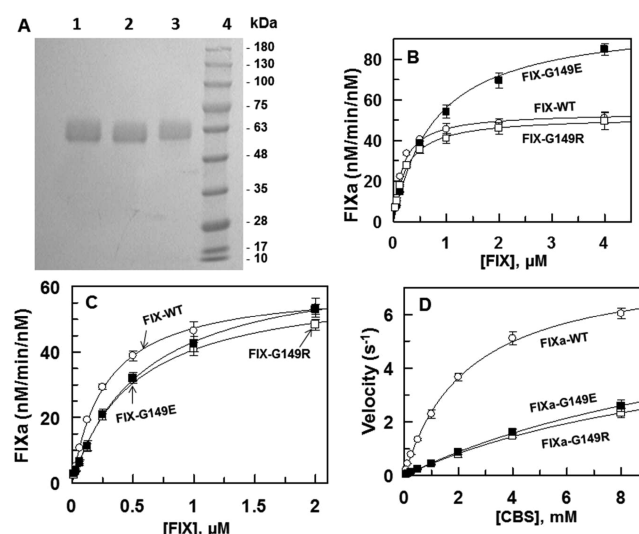 A 1 2 3 4 kDa
- 180
- 130
- 100
- 75
- 63
- 48
- 35
- 28
- 17
- 10
B
FIXa (nM/min/nM)
80
60
40
20
0
FIX-G149E
FIX-WT
FIX-G149R
0 1 2 3 4
[FIX], µM
C
FIXa (nM/min/nM)
60
50
40
30
20
10
0
FIX-WT
FIX-G149E
FIX-G149R
0 0.5 1 1.5 2
[FIX], µM
D
Velocity (s-1)
6
4
2
0
FIXa-WT
FIXa-G149E
FIXa-G149R
0 2 4 6 8
[CBS], mM